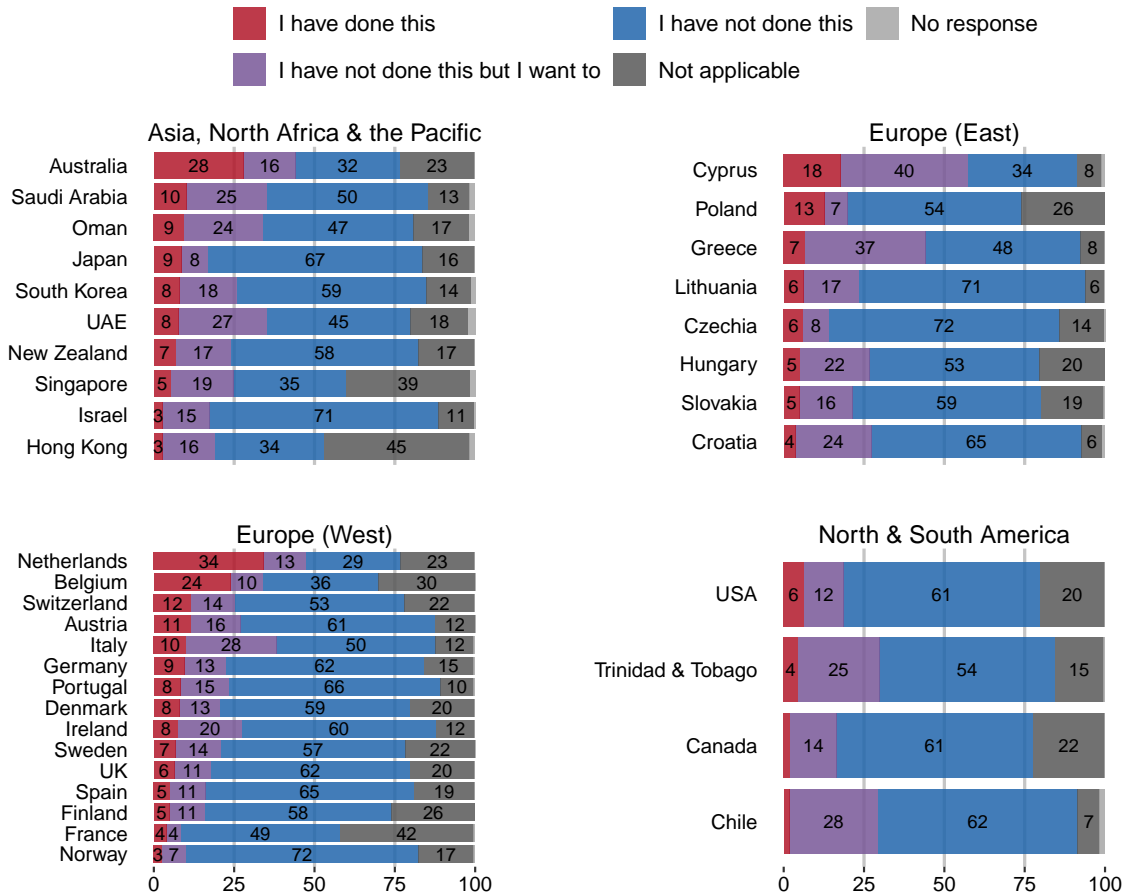 I have done this I have not done this No response
I have not done this but I want to Not applicable
Asia, North Africa & the Pacific
Australia 28 16 32 23
Saudi Arabia 10 25 50 13
Oman 9 24 47 17
Japan 9 8 67 16
South Korea 8 18 59 14
UAE 8 27 45 18
New Zealand 7 17 58 17
Singapore 5 19 35 39
Israel 3 15 71 11
Hong Kong 3 16 34 45
Europe (East)
Cyprus 18 40 34 8
Poland 13 7 54 26
Greece 7 37 48 8
Lithuania 6 17 71 6
Czechia 6 8 72 14
Hungary 5 22 53 20
Slovakia 5 16 59 19
Croatia 4 24 65 6
Europe (West)
Netherlands 34 13 29 23
Belgium 24 10 36 30
Switzerland 12 14 53 22
Austria 11 16 61 12
Italy 10 28 50 12
Germany 9 13 62 15
Portugal 8 15 66 10
Denmark 8 13 59 20
Ireland 8 20 60 12
Sweden 7 14 57 22
UK 6 11 62 20
Spain 5 11 65 19
Finland 5 11 58 26
France 4 4 49 42
Norway 3 7 72 17
0 25 50 75 100
North & South America
USA 6 12 61 20
Trinidad & Tobago 4 25 54 15
Canada 14 61 22
Chile 28 62 7
0 25 50 75 100